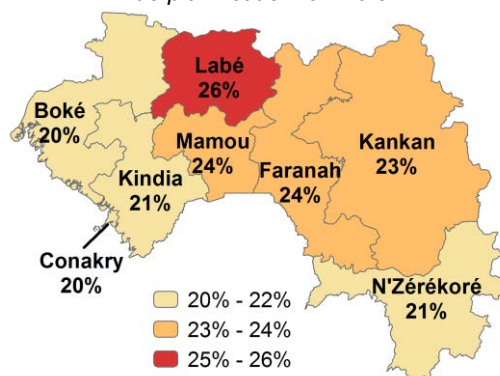 Labé
26%
Boké
20%
Mamou
24%
Kankan
23%
Faranah
24%
Kindia
21%
Conakry
20%
N'Zérékoré
21%
20% - 22%
23% - 24%
25% - 26%